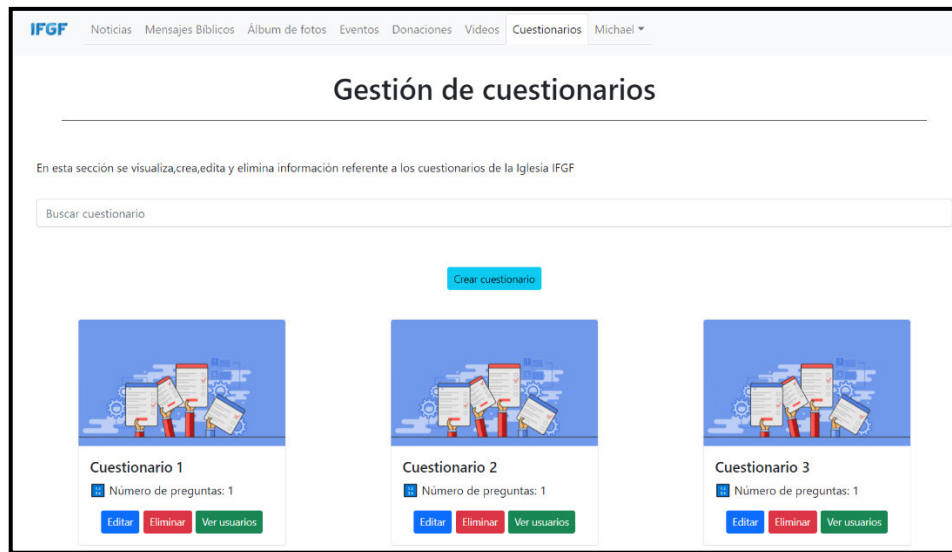 IFGF Noticias Mensajes Bíblicos Álbum de fotos Eventos Donaciones Videos Cuestionarios Michael
Gestión de cuestionarios
En esta sección se visualiza,crea,edita y elimina información referente a los cuestionarios de la Iglesia IFGF
Buscar cuestionario
Crear cuestionario
Cuestionario 1
Número de preguntas: 1
Editar Eliminar Ver usuarios
Cuestionario 2
Número de preguntas: 1
Editar Eliminar Ver usuarios
Cuestionario 3
Número de preguntas: 1
Editar Eliminar Ver usuarios